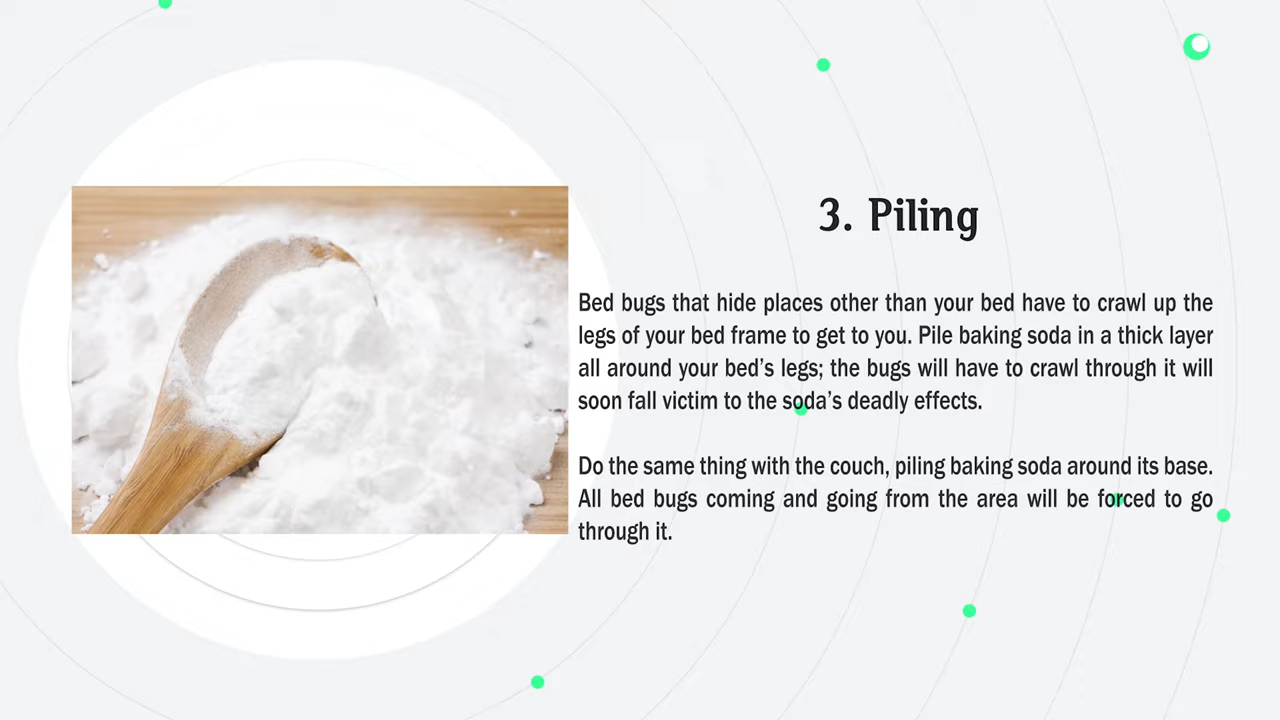 3. Piling
Bed bugs that hide places other than your bed have to crawl up the
legs of your bed frame to get to you. Pile baking soda in a thick layer
all around your bed’s legs; the bugs will have to crawl through it will
soon fall victim to the soda’s deadly effects.
Do the same thing with the couch, piling baking soda around its base.
All bed bugs coming and going from the area will be forced to go
through it.